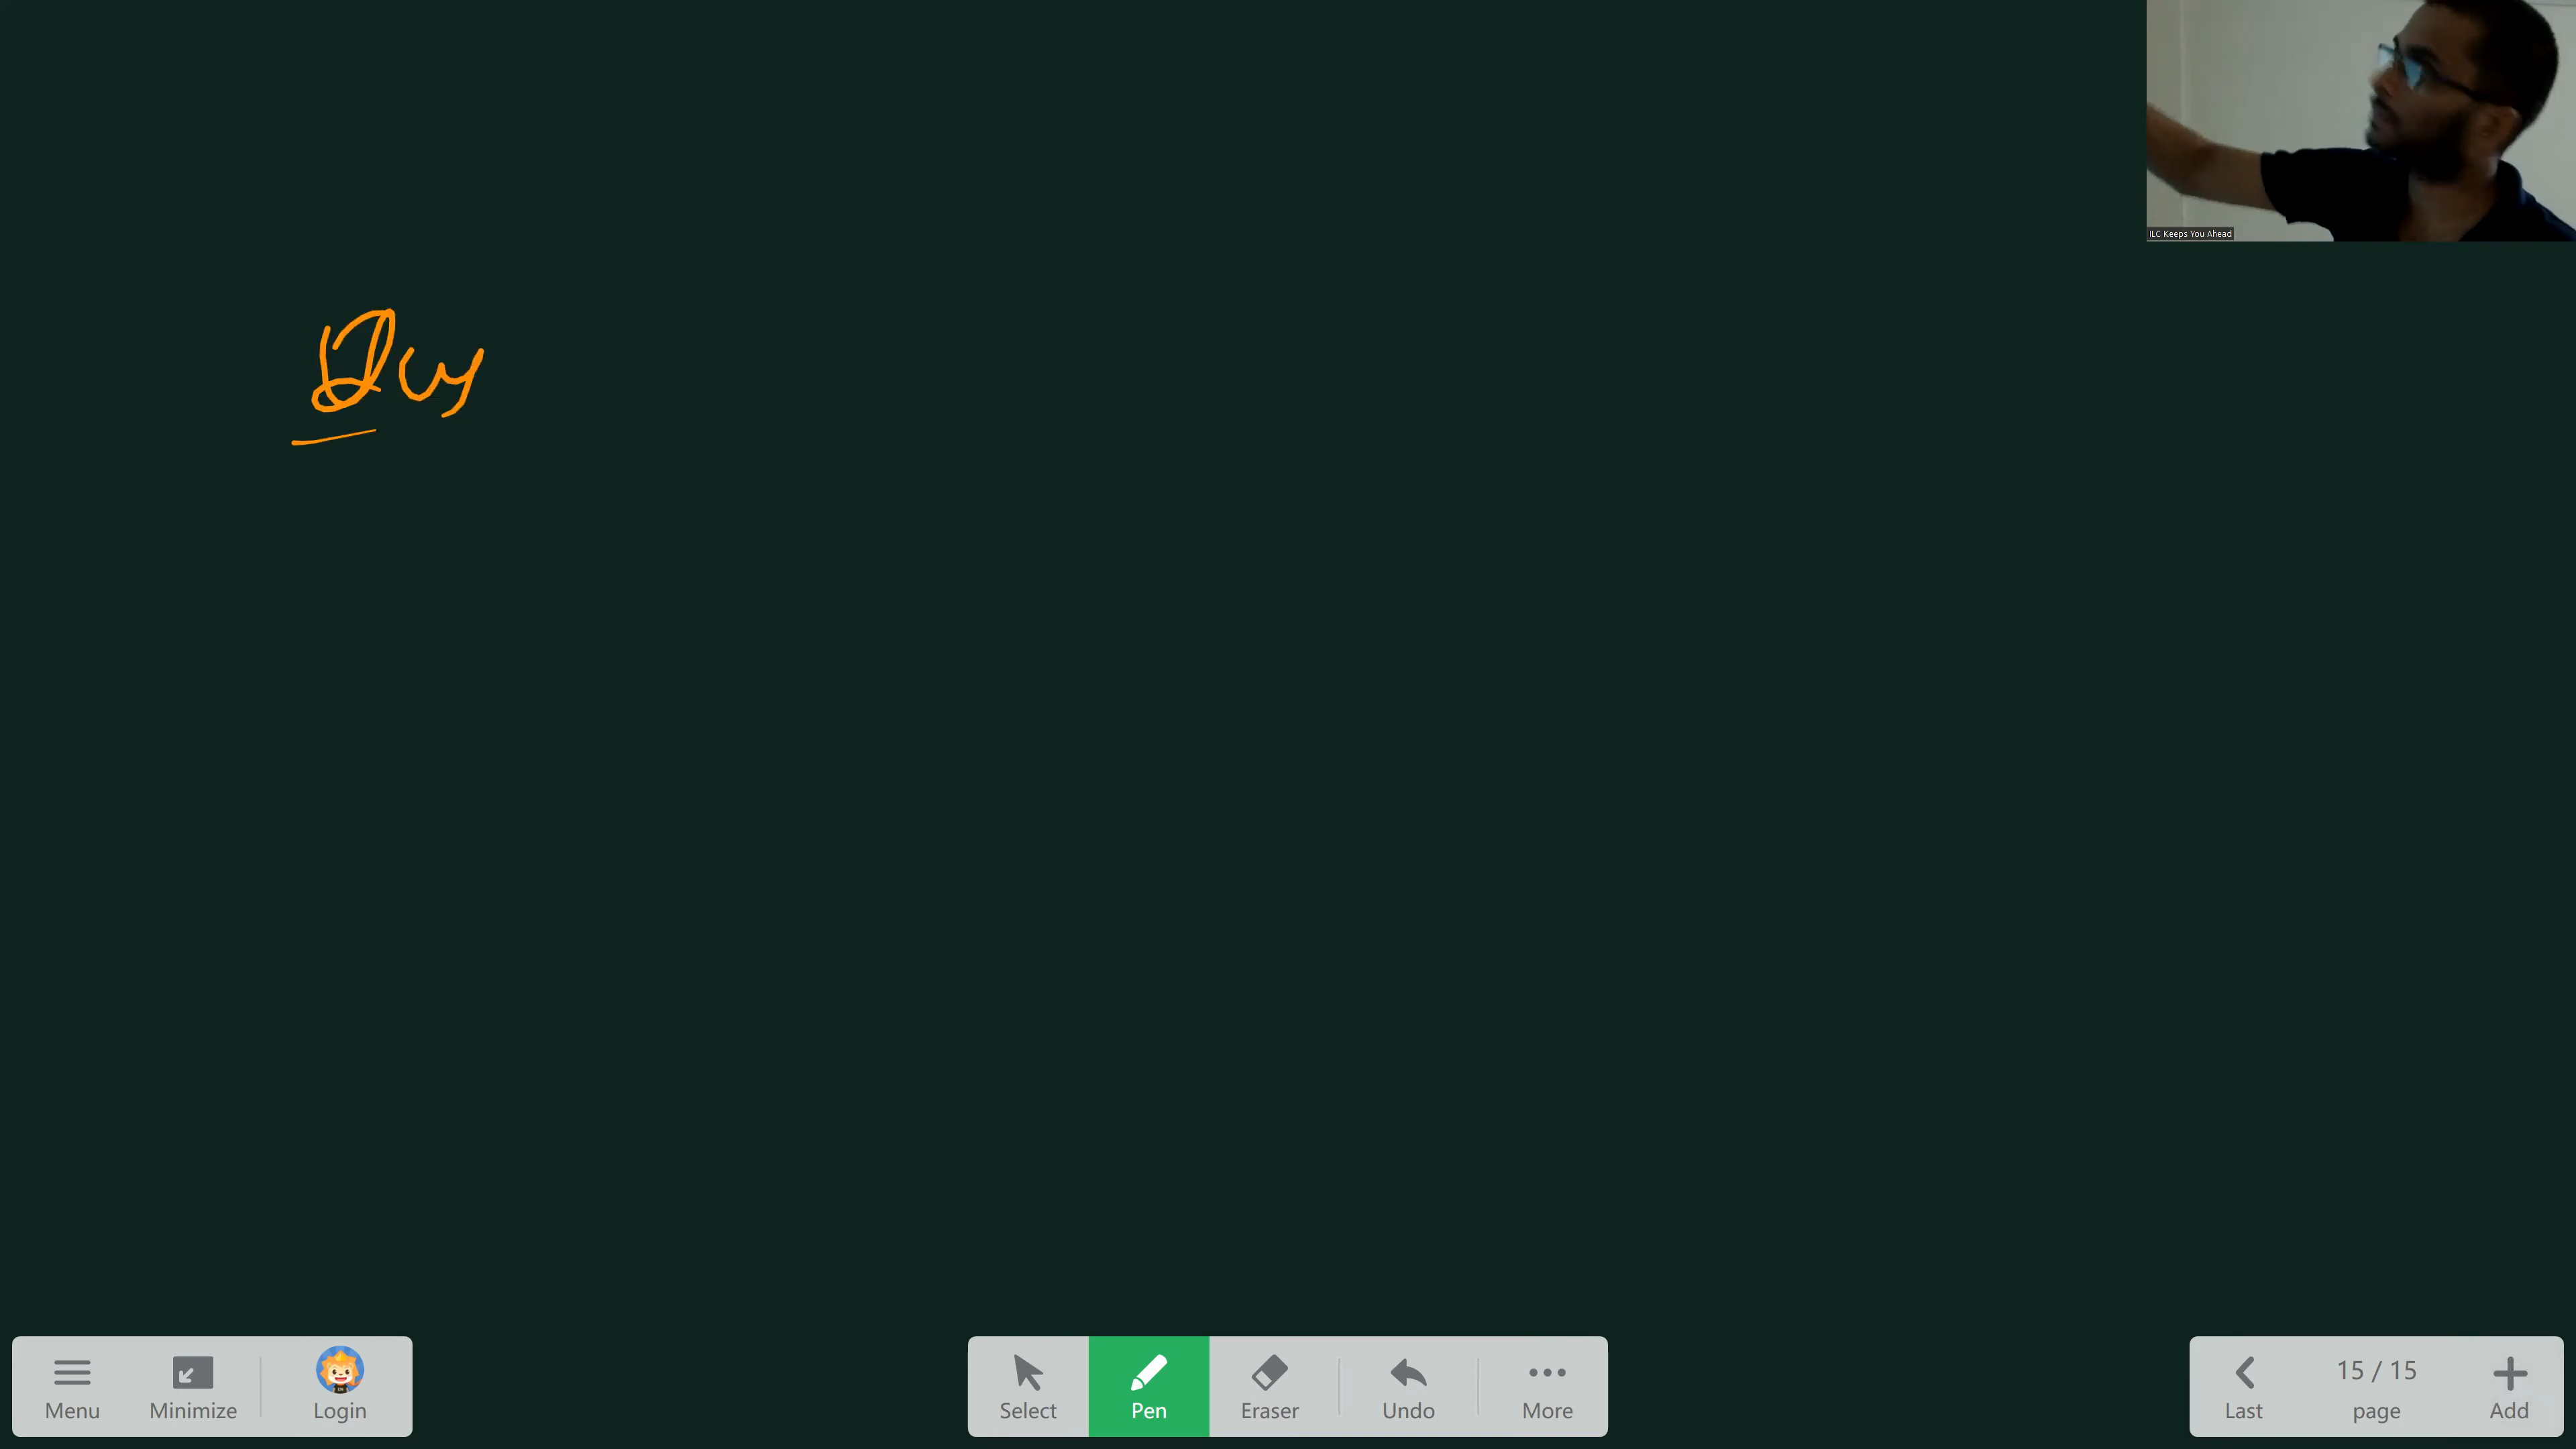 ILC Keeps You Ahead
Menu
Minimize
Login
Select
Pen
Eraser
Undo
More
Last
15 / 15
page
Add